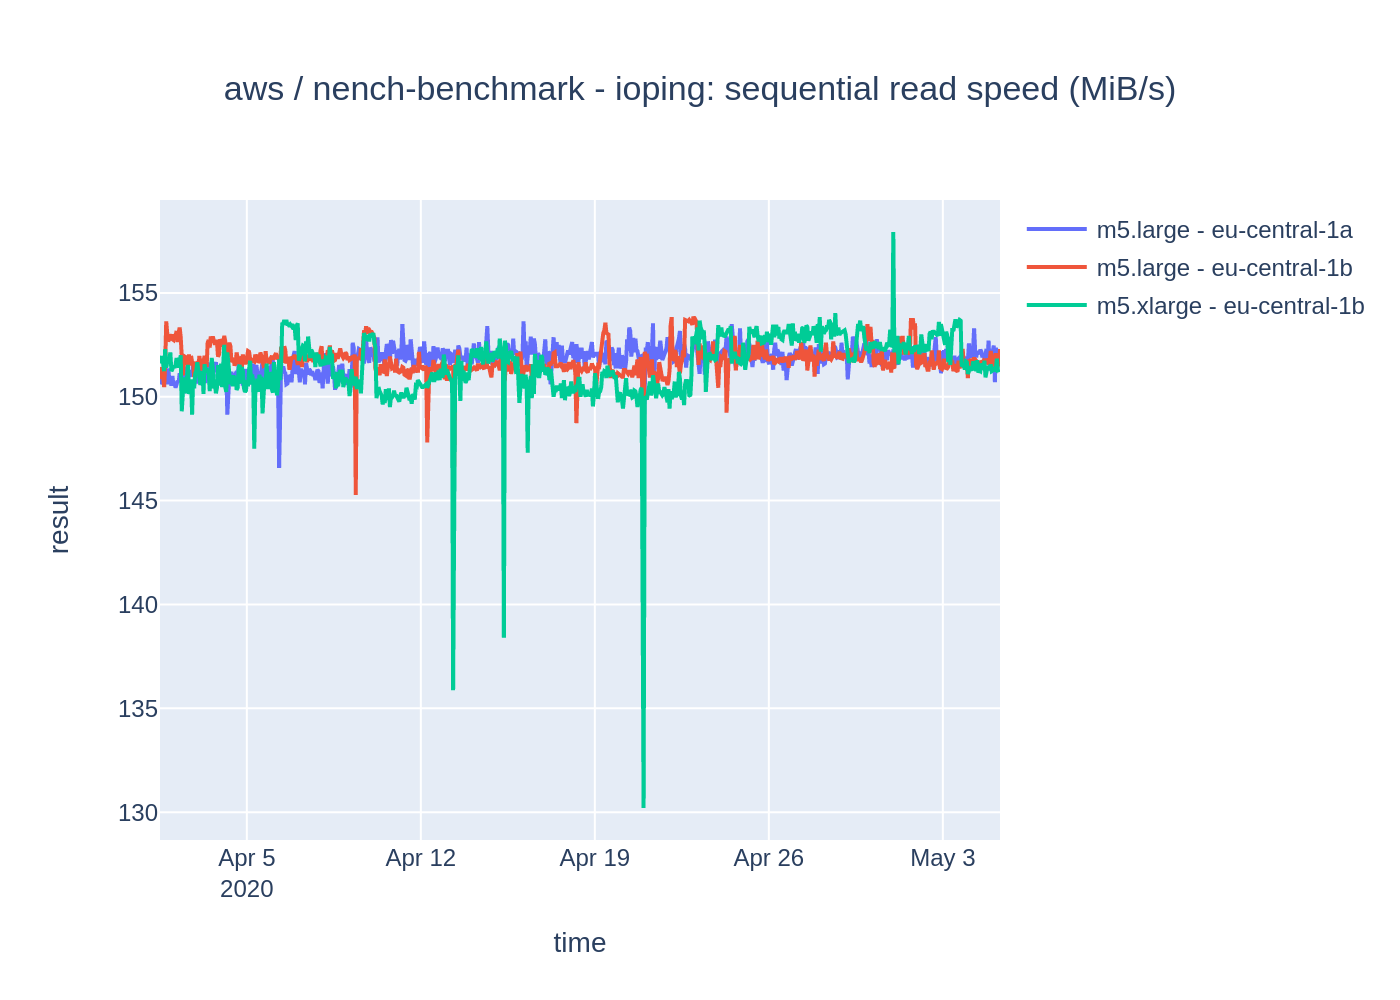 aws / nench-benchmark - ioping: sequential read speed (MiB/s)
m5.large - eu-central-1a
m5.large - eu-central-1b
m5.xlarge - eu-central-1b
155
150
145
140
135
130
result
Apr 5
2020
Apr 12
Apr 19
Apr 26
May 3
time